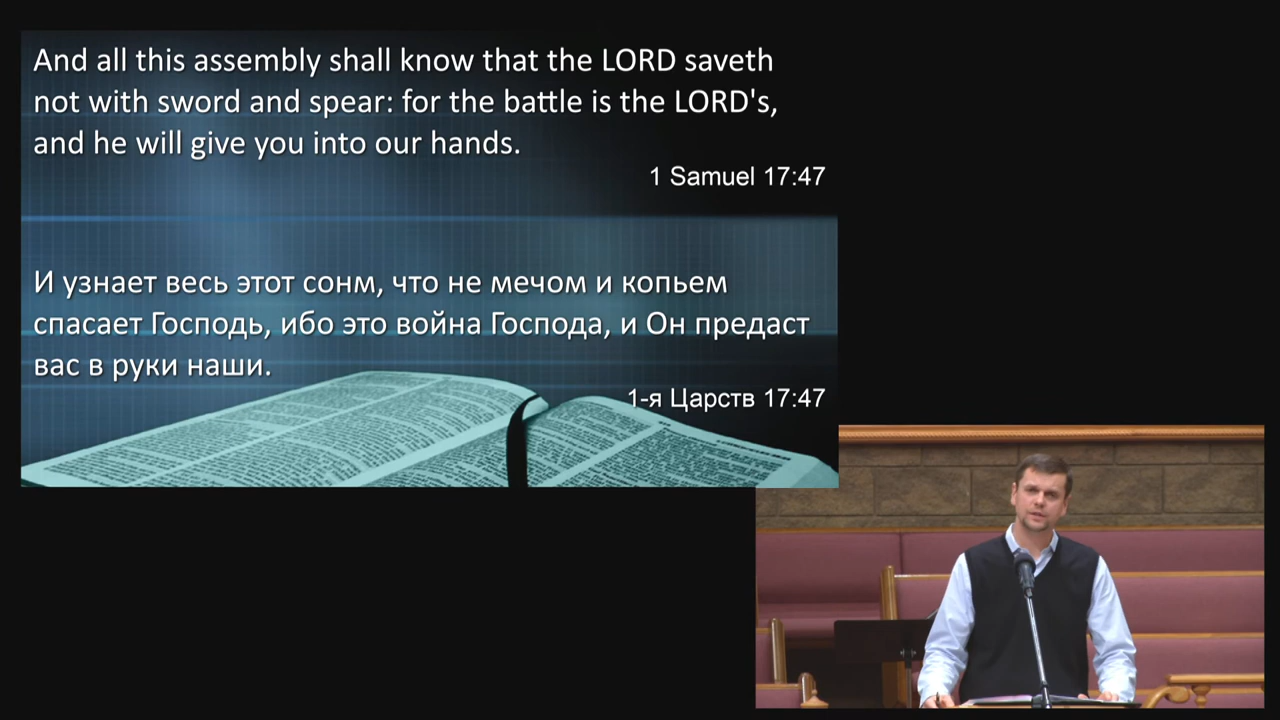 And all this assembly shall know that the LORD saveth
not with sword and spear: for the battle is the LORD's,
and he will give you into our hands.
1 Samuel 17:47
И узнает весь этот сонм, что не мечом и копьем
спасает Господь, ибо это война Господа, и Он предаст
вас в руки наши.
1-я Царств 17:47